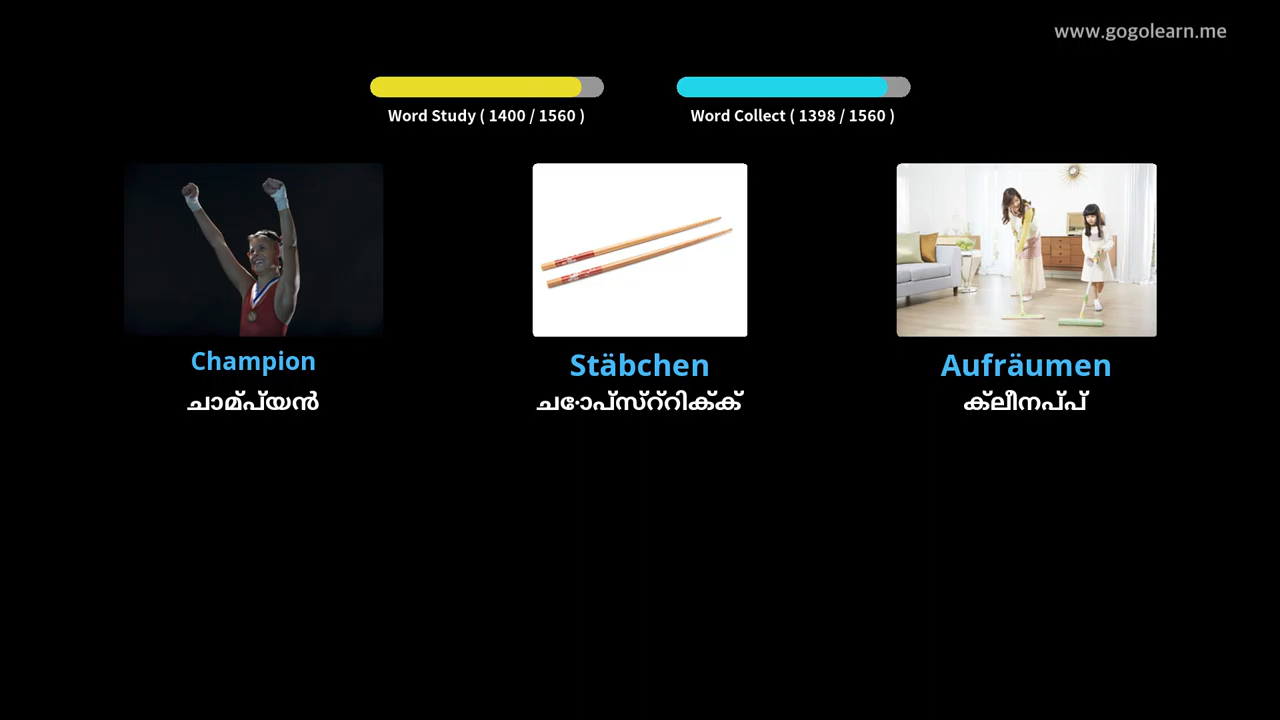 www.gogolearn.me
Word Study ( 1400 / 1560 )
Word Collect ( 1398 / 1560 )
Champion
Stäbchen
Aufräumen
ചാമ്പ്യൻ
ചോപ്സ്റ്റിക്ക്
ക്ലീനപ്പ്